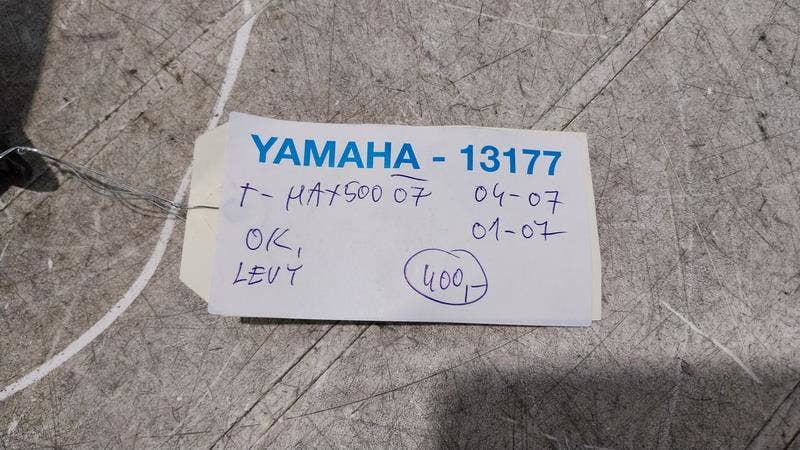 YAMAHA - 13177
T-MAX500 07 04-07
01-07
OK,
LEVÝ
400,-